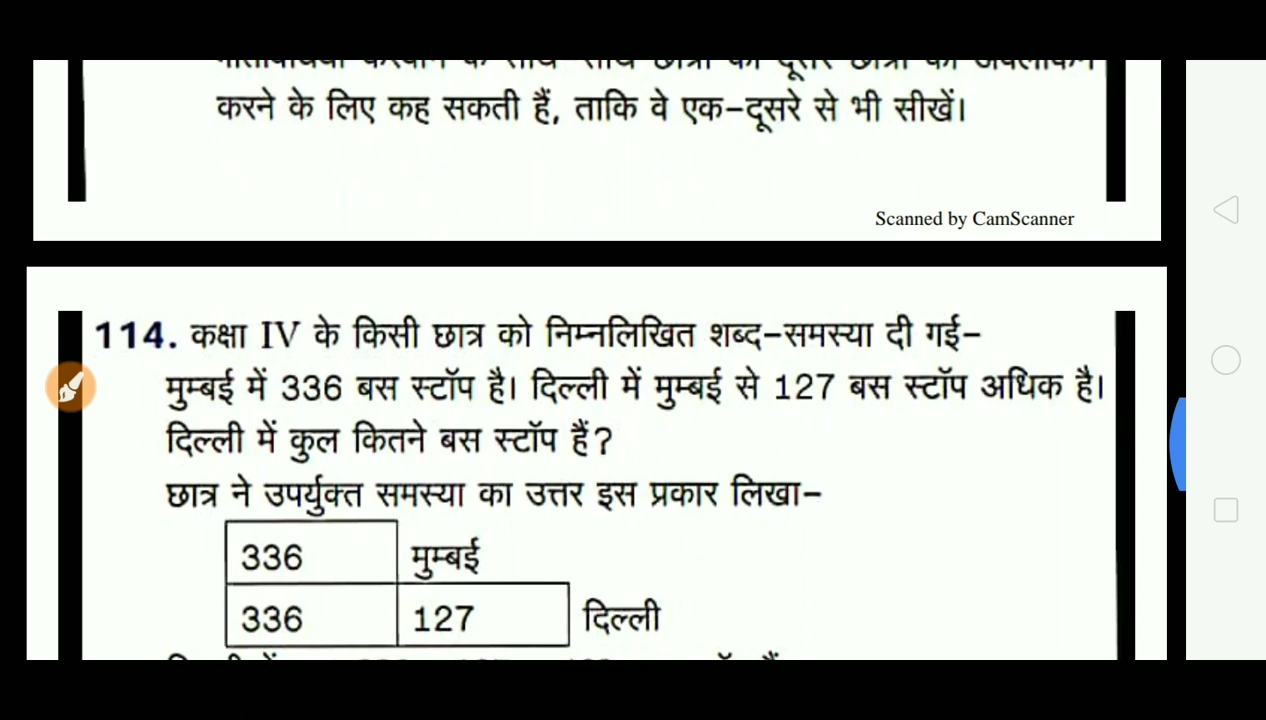 करने के लिए कह सकती हैं, ताकि वे एक-दूसरे से भी सीखें।
Scanned by CamScanner
114. कक्षा IV के किसी छात्र को निम्नलिखित शब्द-समस्या दी गई-
मुम्बई में 336 बस स्टॉप है। दिल्ली में मुम्बई से 127 बस स्टॉप अधिक है।
दिल्ली में कुल कितने बस स्टॉप हैं?
छात्र ने उपर्युक्त समस्या का उत्तर इस प्रकार लिखा-
336 मुम्बई
336 127 दिल्ली